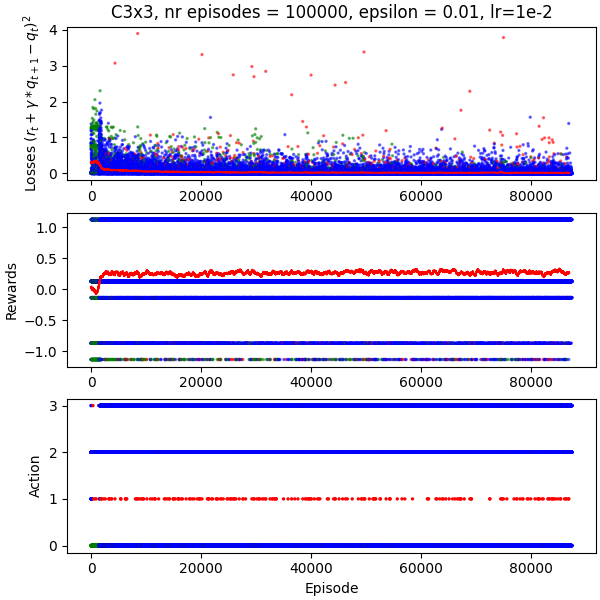 C3x3, nr episodes = 100000, epsilon = 0.01, lr=1e-2
Losses (r_t + γ * q_{t+1} − q_t)^2
4
3
2
1
0
0 20000 40000 60000 80000
Rewards
1.0
0.5
0.0
−0.5
−1.0
0 20000 40000 60000 80000
Action
3
2
1
0
0 20000 40000 60000 80000
Episode